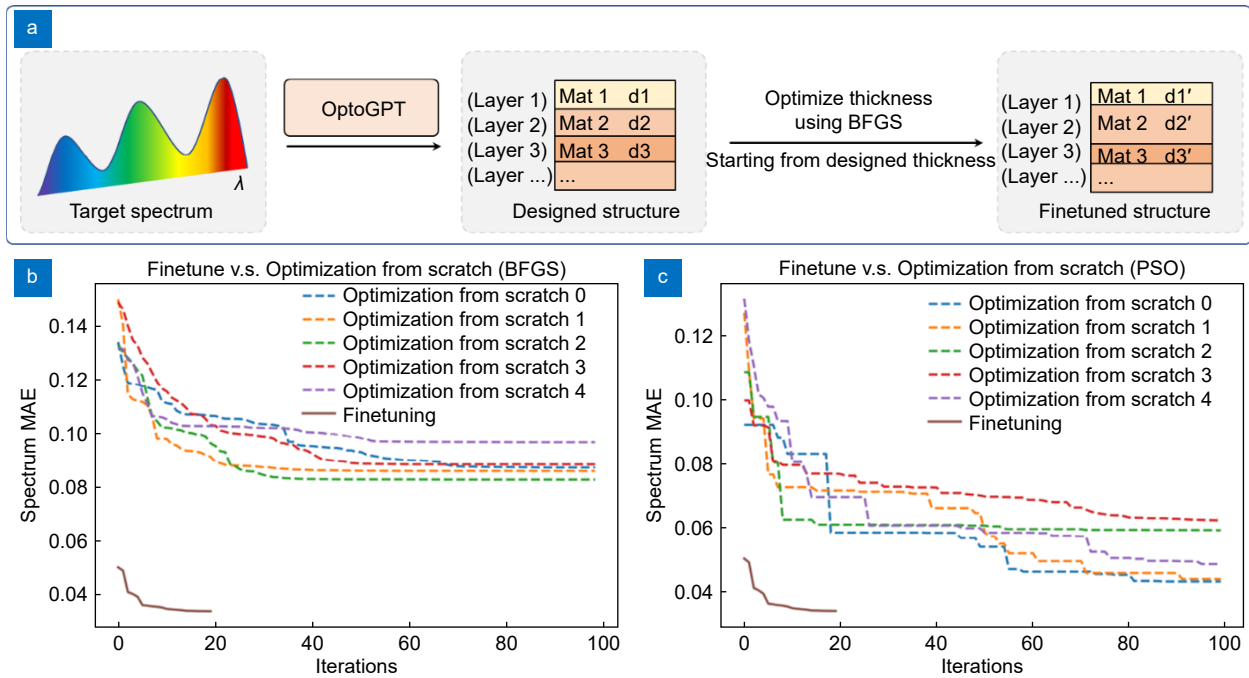 a
OptoGPT
λ
Target spectrum
(Layer 1) Mat 1 d1
(Layer 2) Mat 2 d2
(Layer 3) Mat 3 d3
(Layer ...) ...
Designed structure
Optimize thickness
using BFGS
Starting from designed thickness
(Layer 1) Mat 1 d1′
(Layer 2) Mat 2 d2′
(Layer 3) Mat 3 d3′
(Layer ...) ...
Finetuned structure
b
Finetune v.s. Optimization from scratch (BFGS)
Optimization from scratch 0
Optimization from scratch 1
Optimization from scratch 2
Optimization from scratch 3
Optimization from scratch 4
Finetuning
Spectrum MAE
0.14
0.12
0.10
0.08
0.06
0.04
0 20 40 60 80 100
Iterations
c
Finetune v.s. Optimization from scratch (PSO)
Optimization from scratch 0
Optimization from scratch 1
Optimization from scratch 2
Optimization from scratch 3
Optimization from scratch 4
Finetuning
Spectrum MAE
0.12
0.10
0.08
0.06
0.04
0 20 40 60 80 100
Iterations